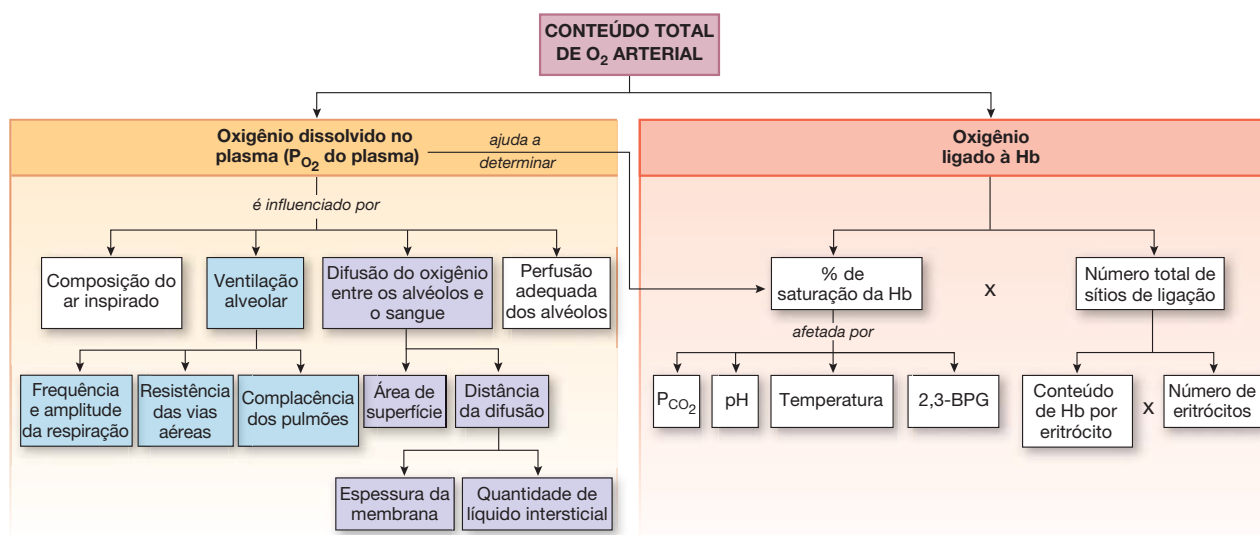 CONTEÚDO TOTAL
DE O₂ ARTERIAL
Oxigênio dissolvido no
plasma (P_O₂ do plasma)
ajuda a
determinar
Oxigênio
ligado à Hb
é influenciado por
Composição do
ar inspirado
Ventilação
alveolar
Difusão do oxigênio
entre os alvéolos e
o sangue
Perfusão
adequada
dos alvéolos
% de
saturação da Hb
x
Número total de
sítios de ligação
afetada por
Frequência
e amplitude
da respiração
Resistência
das vias
aéreas
Complacência
dos pulmões
Área de
superfície
Distância
da difusão
P_CO₂
pH
Temperatura
2,3-BPG
Conteúdo
de Hb por
eritrócito
x
Número de
eritrócitos
Espessura da
membrana
Quantidade de
líquido intersticial